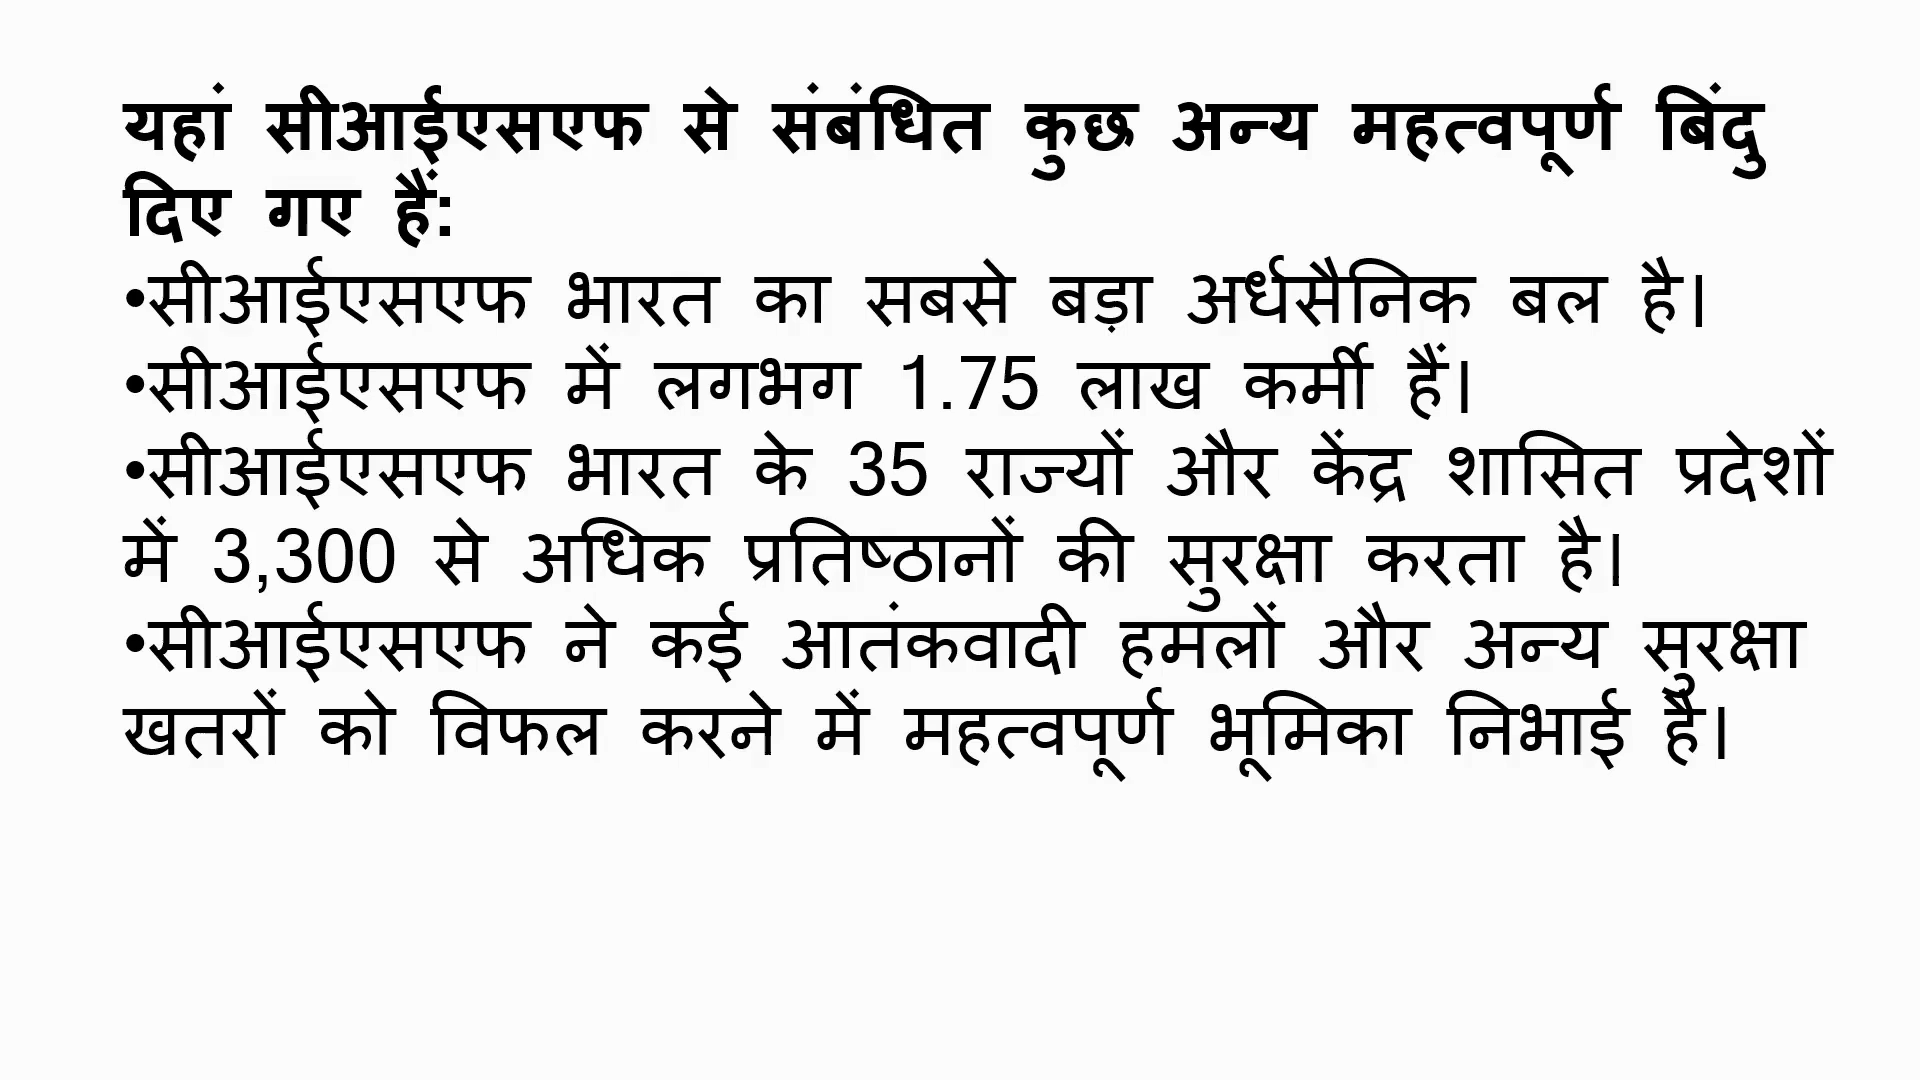 यहां सीआईएसएफ से संबंधित कुछ अन्य महत्वपूर्ण बिंदु
दिए गए हैं:
•सीआईएसएफ भारत का सबसे बड़ा अर्धसैनिक बल है।
•सीआईएसएफ में लगभग 1.75 लाख कर्मी हैं।
•सीआईएसएफ भारत के 35 राज्यों और केंद्र शासित प्रदेशों
में 3,300 से अधिक प्रतिष्ठानों की सुरक्षा करता है।
•सीआईएसएफ ने कई आतंकवादी हमलों और अन्य सुरक्षा
खतरों को विफल करने में महत्वपूर्ण भूमिका निभाई है।